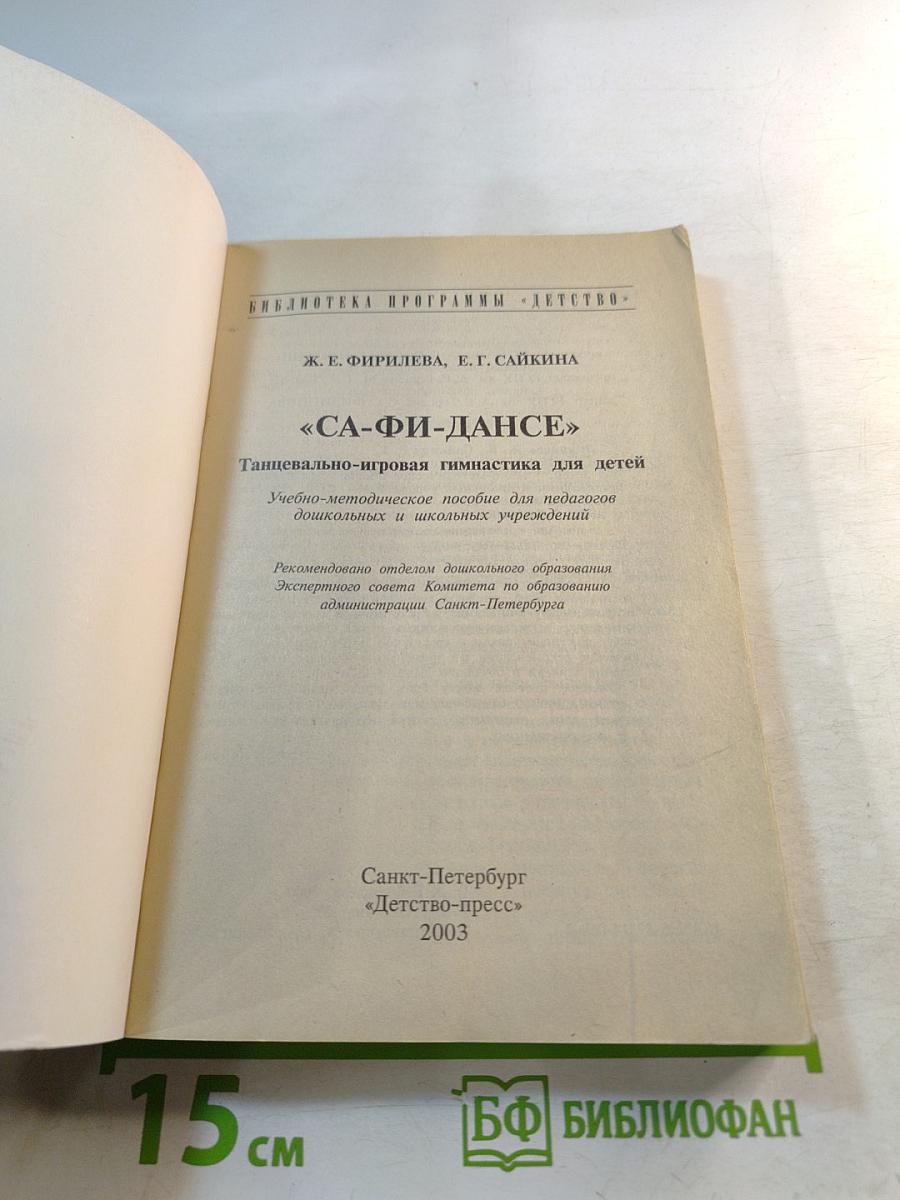 БИБЛИОТЕКА ПРОГРАММЫ «ДЕТСТВО»
Ж. Е. ФИРИЛЕВА, Е. Г. САЙКИНА
«СА-ФИ-ДАНСЕ»
Танцевально-игровая гимнастика для детей
Учебно-методическое пособие для педагогов
дошкольных и школьных учреждений
Рекомендовано отделом дошкольного образования
Экспертного совета Комитета по образованию
администрации Санкт-Петербурга
Санкт-Петербург
«Детство-пресс»
2003
15 см
БФ БИБЛИОФАН